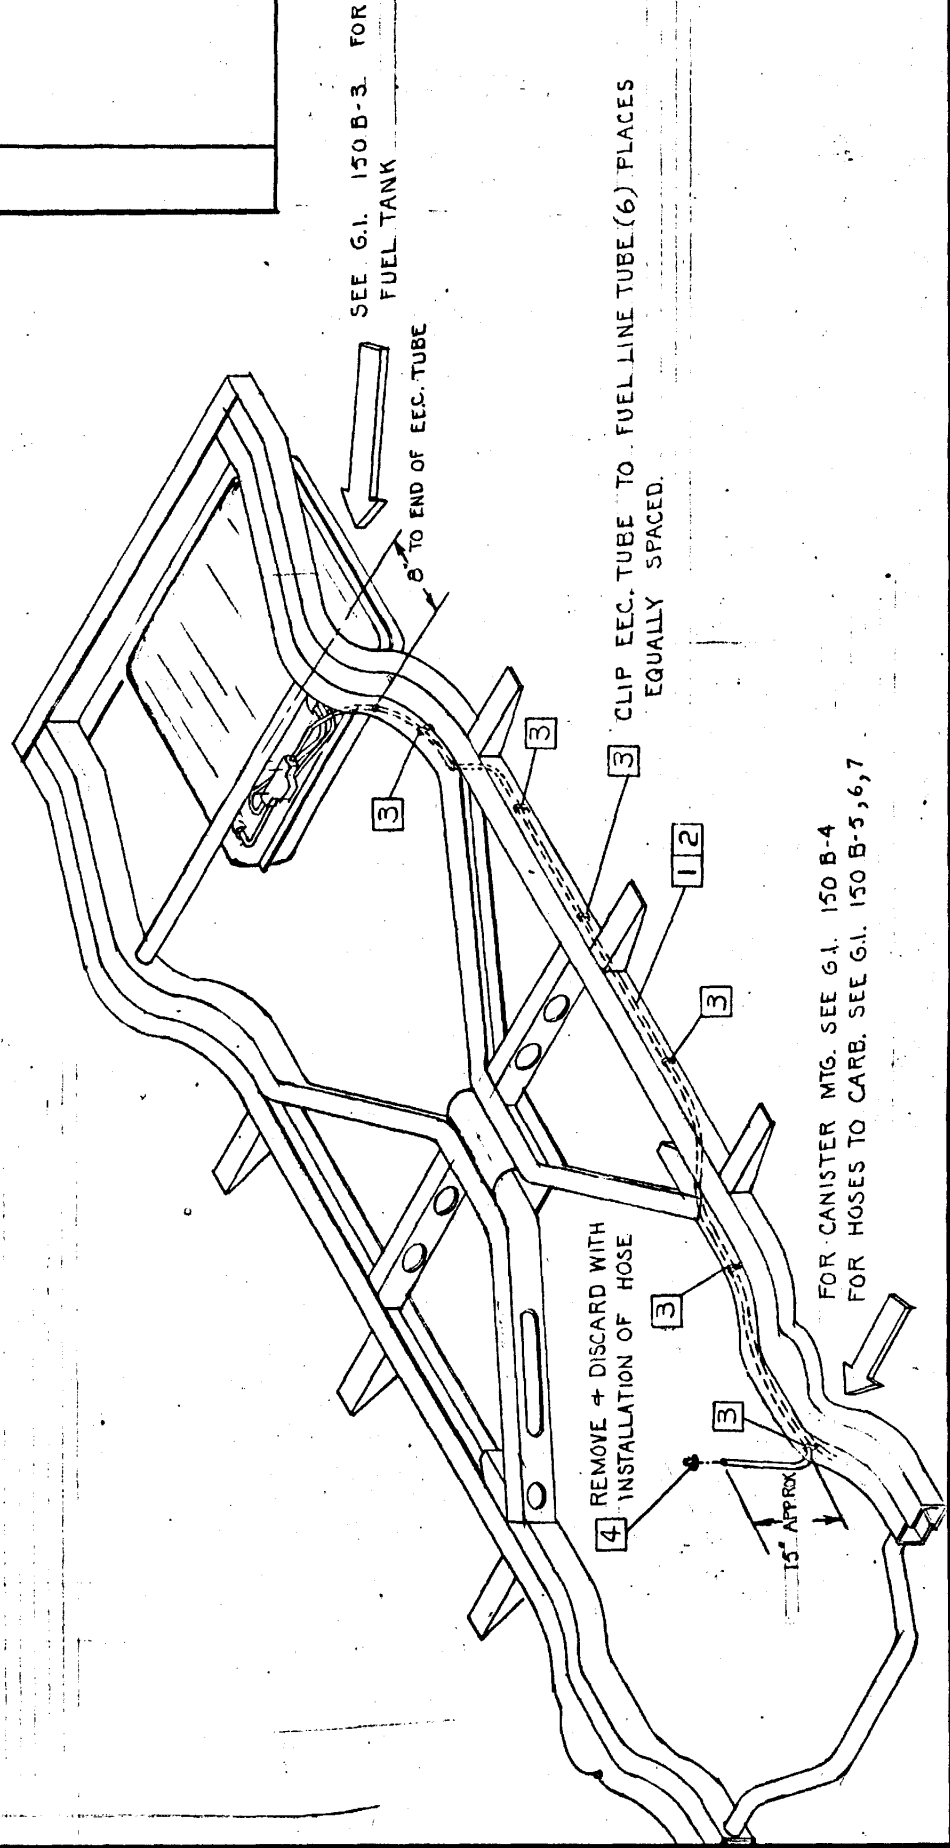 SEE G.I. 150 B-3 FOR
FUEL TANK
8" TO END OF EEC. TUBE
3 CLIP EEC. TUBE TO FUEL LINE TUBE (6) PLACES
EQUALLY SPACED.
3
3
1 2
3
3
3
4 REMOVE + DISCARD WITH
INSTALLATION OF HOSE
15" APPROX
FOR CANISTER MTG. SEE G.I. 150 B-4
FOR HOSES TO CARB. SEE G.I. 150 B-5,6,7